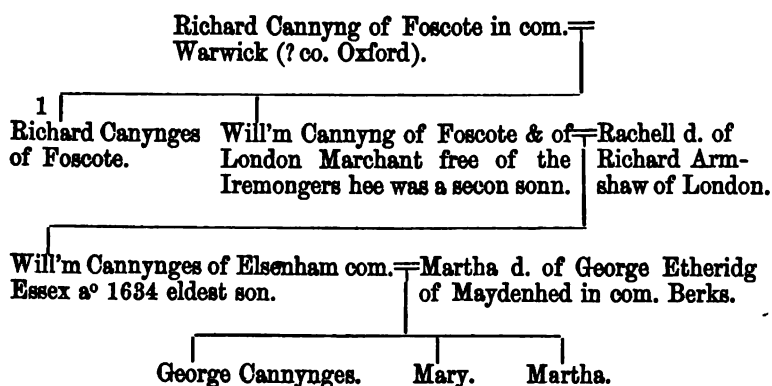 Richard Cannyng of Foscote in com.
Warwick (? co. Oxford).
1
Richard Canynges
of Foscote.
Will'm Cannyng of Foscote & of
London Marchant free of the
Iremongers hee was a secon sonn.
Rachell d. of
Richard Arm-
shaw of London.
Will'm Cannynges of Elsenham com.
Essex aº 1634 eldest son.
Martha d. of George Etheridg
of Maydenhed in com. Berks.
George Cannynges. Mary. Martha.